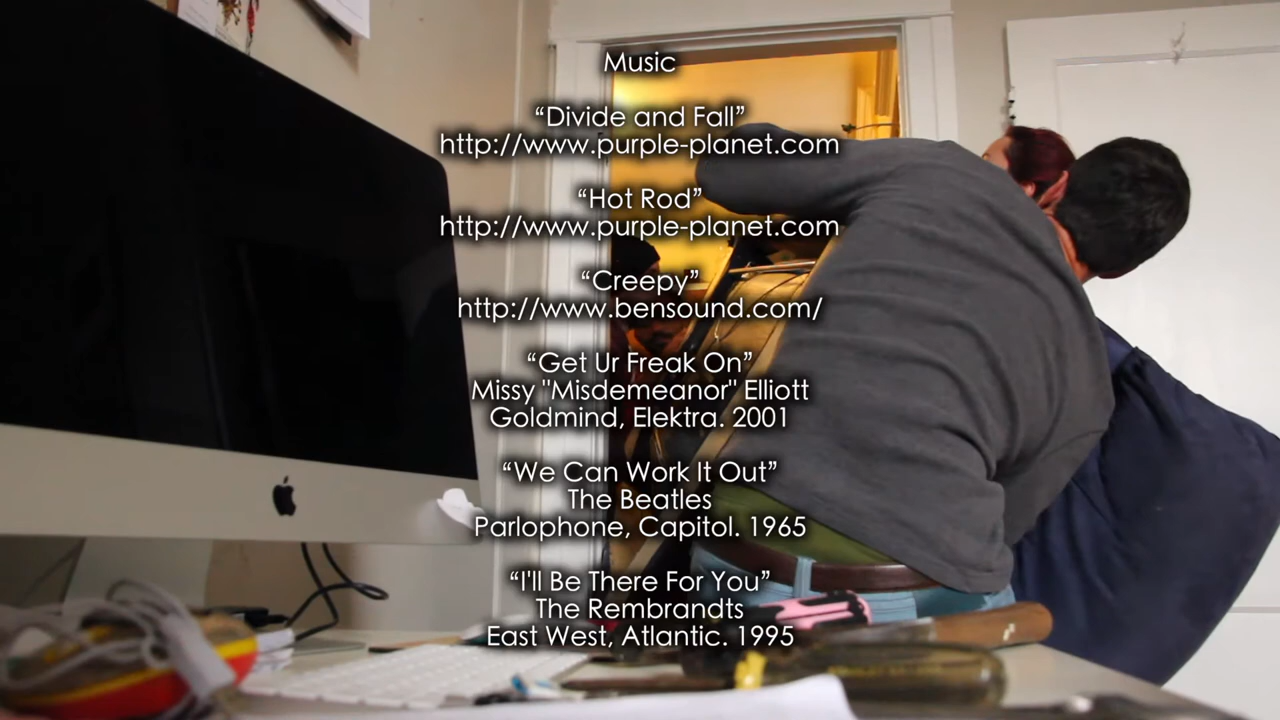 Music
“Divide and Fall”
http://www.purple-planet.com
“Hot Rod”
http://www.purple-planet.com
“Creepy”
http://www.bensound.com/
“Get Ur Freak On”
Missy "Misdemeanor" Elliott
Goldmind, Elektra. 2001
“We Can Work It Out”
The Beatles
Parlophone, Capitol. 1965
“I'll Be There For You”
The Rembrandts
East West, Atlantic. 1995